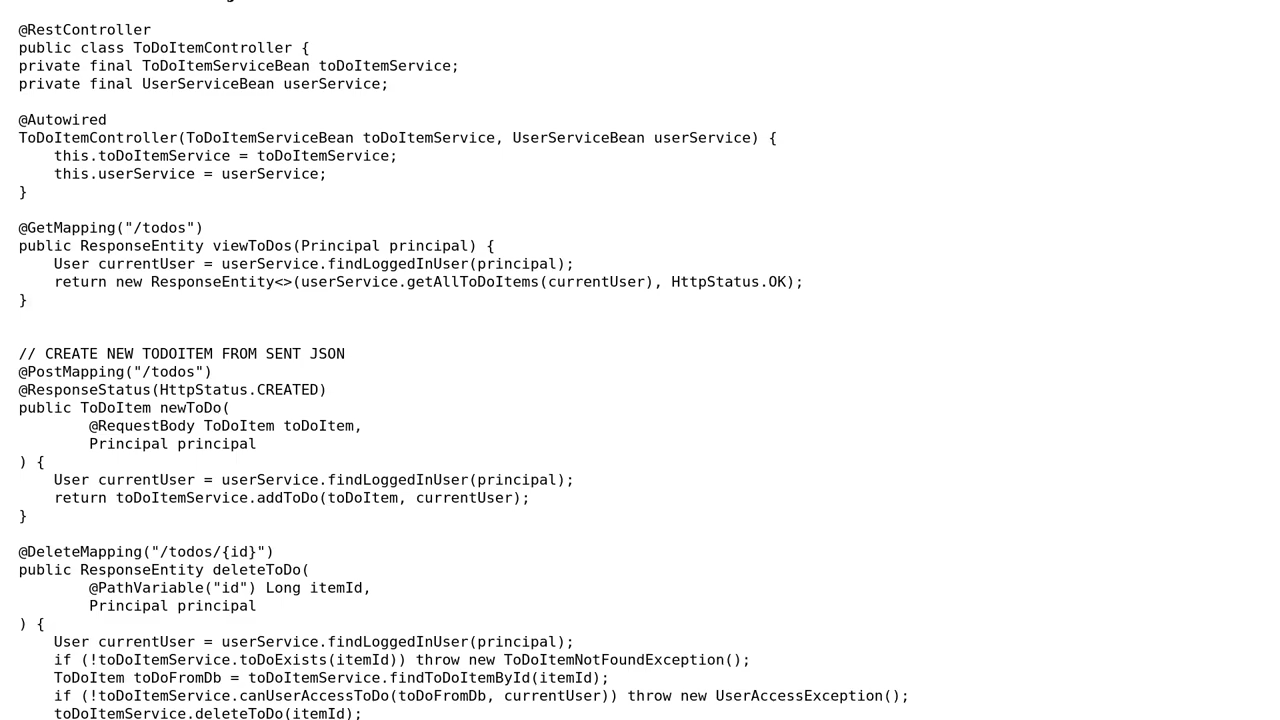 @RestController
public class ToDoItemController {
private final ToDoItemServiceBean toDoItemService;
private final UserServiceBean userService;

@Autowired
ToDoItemController(ToDoItemServiceBean toDoItemService, UserServiceBean userService) {
    this.toDoItemService = toDoItemService;
    this.userService = userService;
}

@GetMapping("/todos")
public ResponseEntity viewToDos(Principal principal) {
    User currentUser = userService.findLoggedInUser(principal);
    return new ResponseEntity<>(userService.getAllToDoItems(currentUser), HttpStatus.OK);
}

// CREATE NEW TODOITEM FROM SENT JSON
@PostMapping("/todos")
@ResponseStatus(HttpStatus.CREATED)
public ToDoItem newToDo(
        @RequestBody ToDoItem toDoItem,
        Principal principal
) {
    User currentUser = userService.findLoggedInUser(principal);
    return toDoItemService.addToDo(toDoItem, currentUser);
}

@DeleteMapping("/todos/{id}")
public ResponseEntity deleteToDo(
        @PathVariable("id") Long itemId,
        Principal principal
) {
    User currentUser = userService.findLoggedInUser(principal);
    if (!toDoItemService.toDoExists(itemId)) throw new ToDoItemNotFoundException();
    ToDoItem toDoFromDb = toDoItemService.findToDoItemById(itemId);
    if (!toDoItemService.canUserAccessToDo(toDoFromDb, currentUser)) throw new UserAccessException();
    toDoItemService.deleteToDo(itemId);